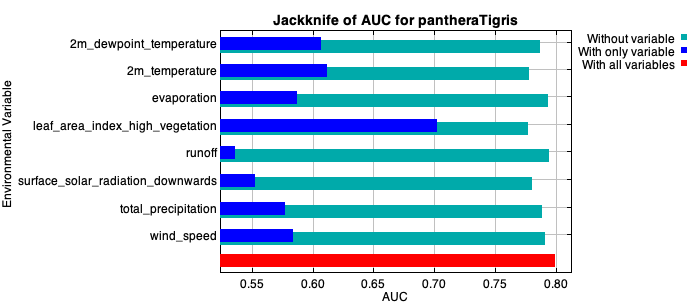 Jackknife of AUC for pantheraTigris
Without variable
With only variable
With all variables
Environmental Variable
2m_dewpoint_temperature
2m_temperature
evaporation
leaf_area_index_high_vegetation
runoff
surface_solar_radiation_downwards
total_precipitation
wind_speed
0.55 0.60 0.65 0.70 0.75 0.80
AUC